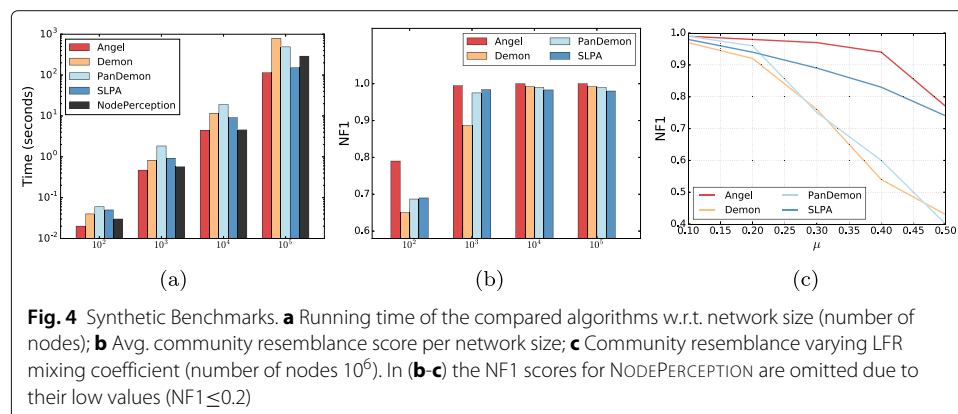 10³
10²
10¹
10⁰
10⁻¹
10⁻²
Time (seconds)
Angel
Demon
PanDemon
SLPA
NodePerception
10²
10³
10⁴
10⁵
(a)
1.0
0.9
0.8
0.7
0.6
NF1
Angel
Demon
PanDemon
SLPA
10²
10³
10⁴
10⁵
(b)
1.0
0.9
0.8
0.7
0.6
0.5
0.4
NF1
Angel
Demon
PanDemon
SLPA
0.10 0.15 0.20 0.25 0.30 0.35 0.40 0.45 0.50
μ
(c)
Fig. 4 Synthetic Benchmarks. a Running time of the compared algorithms w.r.t. network size (number of
nodes); b Avg. community resemblance score per network size; c Community resemblance varying LFR
mixing coefficient (number of nodes 10⁶). In (b-c) the NF1 scores for NODEPERCEPTION are omitted due to
their low values (NF1≤0.2)